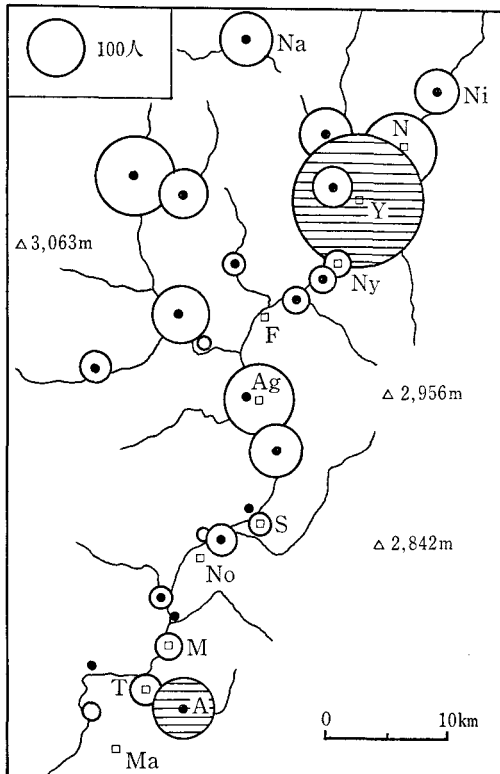 100人
Na
Ni
N
Y
△3,063m
Ny
F
Ag
△2,956m
S
△2,842m
No
M
T
A
Ma
0 10km